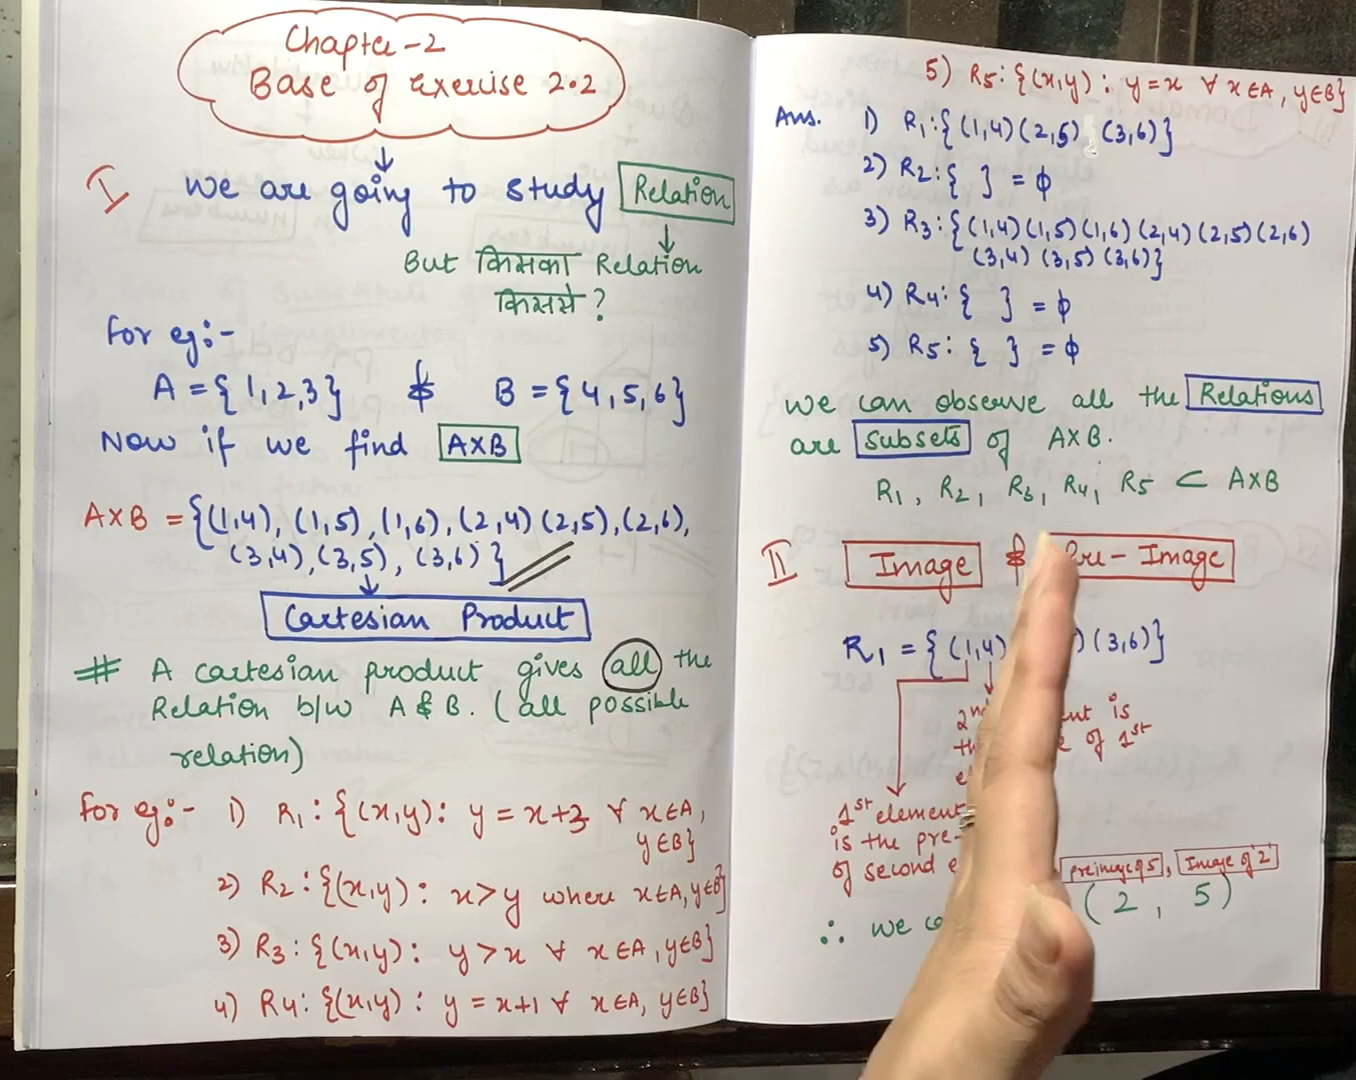 Chapter-2
Base of Exercise 2.2
I we are going to study Relation
But किसका Relation
किससे ?
For eg:-
A = {1,2,3} & B = {4,5,6}
Now if we find AXB
AXB = {(1,4), (1,5), (1,6), (2,4) (2,5), (2,6),
(3,4), (3,5), (3,6)}
Cartesian Product
# A cartesian product gives all the
Relation b/w A & B. (all possible
relation)
For eg:- 1) R1 : {(x,y) : y = x+3 ∀ x∈A,
y∈B}
2) R2 : {(x,y) : x>y where x∈A, y∈B}
3) R3 : {(x,y) : y>x ∀ x∈A, y∈B}
4) R4 : {(x,y) : y = x+1 ∀ x∈A, y∈B}
5) R5 : {(x,y) : y=x ∀ x∈A, y∈B}
Ans. 1) R1 : {(1,4) (2,5) (3,6)}
2) R2 : { } = ϕ
3) R3 : {(1,4) (1,5) (1,6) (2,4) (2,5) (2,6)
(3,4) (3,5) (3,6)}
4) R4 : { } = ϕ
5) R5 : { } = ϕ
we can observe all the Relations
are Subsets of AXB.
R1, R2, R3, R4, R5 ⊂ AXB
II Image & Pre-Image
R1 = { (1,4) ) (3,6)}
2nd is
of 1st
1st element
is the pre-
of second
preimage of 5, Image of '2'
∴ we (2, 5)